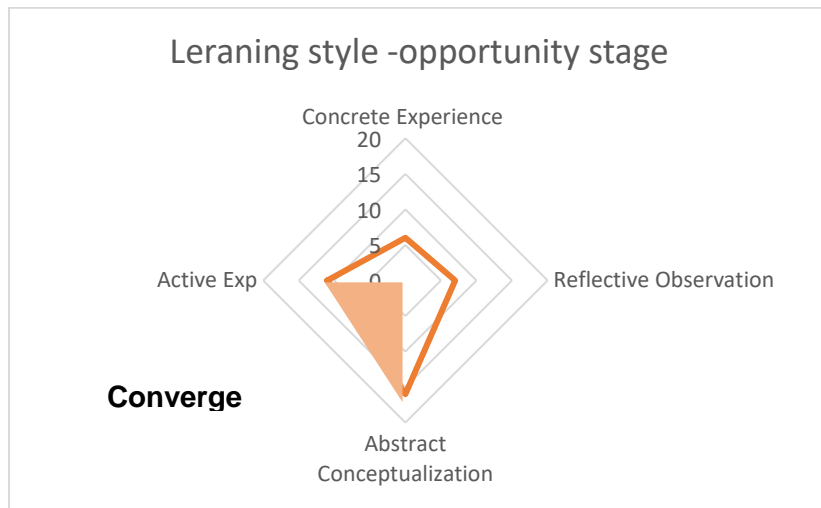 Leraning style -opportunity stage
Concrete Experience
20
15
10
5
0
Active Exp
Reflective Observation
Converge
Abstract
Conceptualization